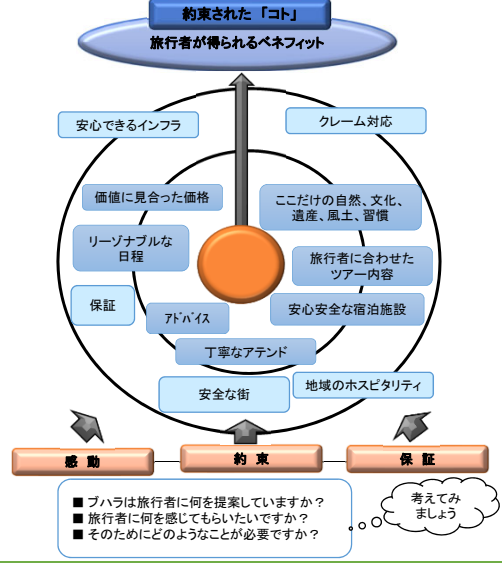 約束された 「コト」
旅行者が得られるベネフィット
安心できるインフラ
クレーム対応
価値に見合った価格
ここだけの自然、文化、
遺産、風土、習慣
リーゾナブルな
日程
旅行者に合わせた
ツアー内容
保証
アドバイス
安心安全な宿泊施設
丁寧なアテンド
安全な街
地域のホスピタリティ
感 動
約 束
保 証
■ ブハラは旅行者に何を提案していますか？
■ 旅行者に何を感じてもらいたいですか？
■ そのためにどのようなことが必要ですか？
考えてみ
ましょう